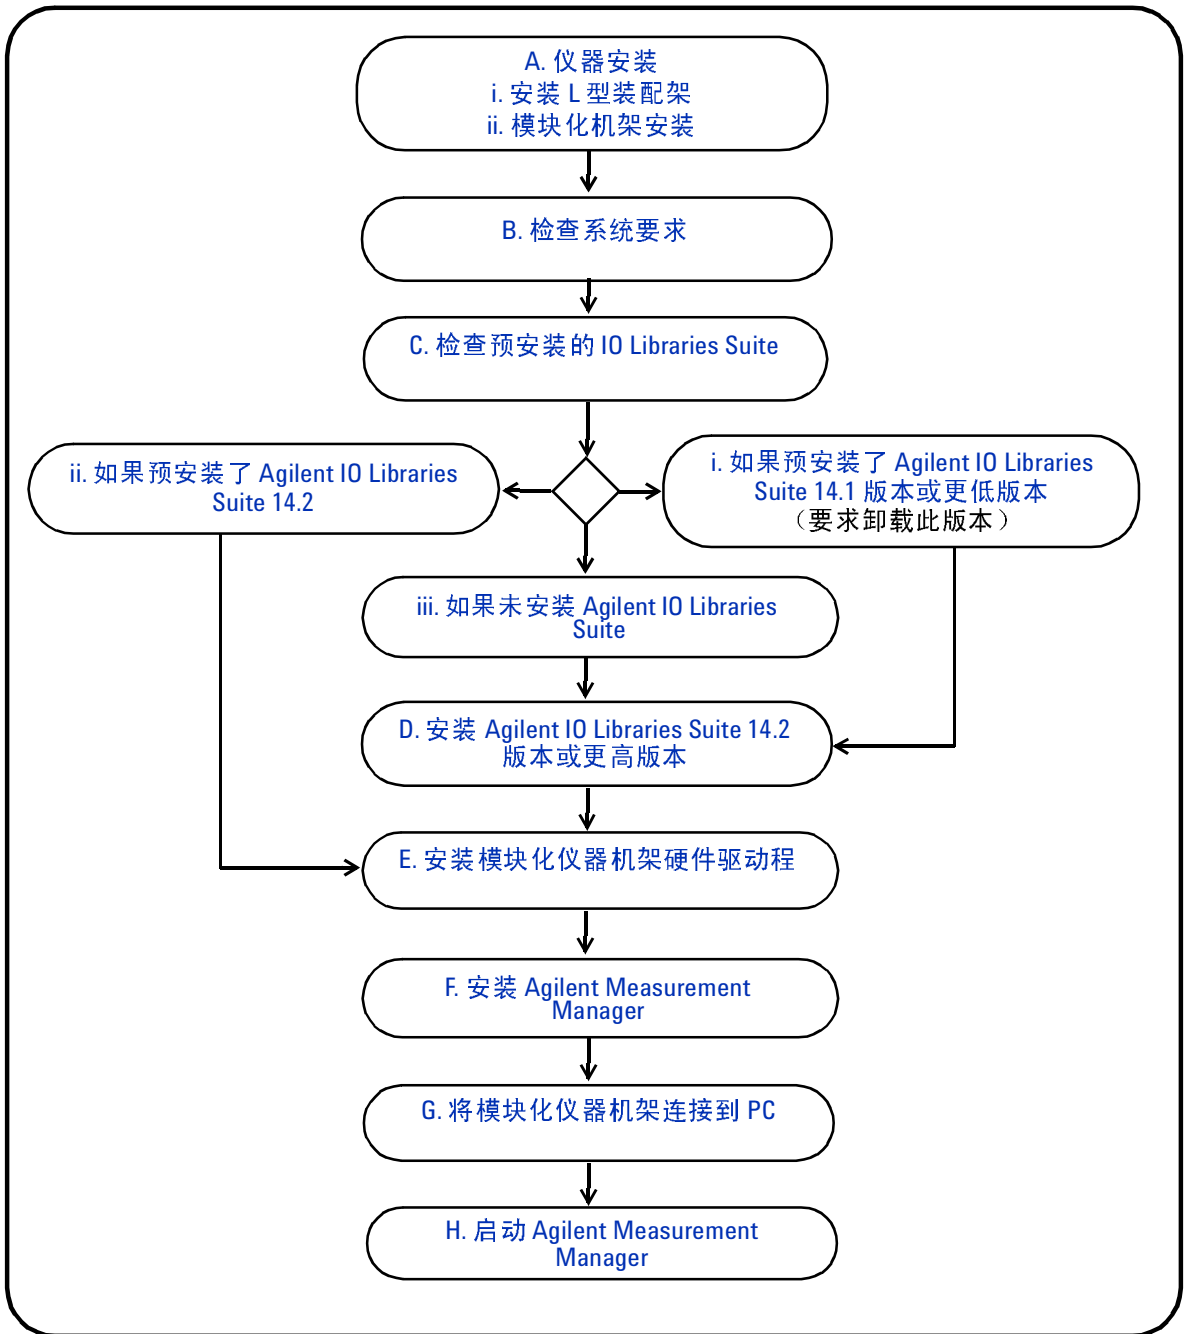 A. 仪器安装
i. 安装 L 型装配架
ii. 模块化机架安装
B. 检查系统要求
C. 检查预安装的 IO Libraries Suite
ii. 如果预安装了 Agilent IO Libraries
Suite 14.2
i. 如果预安装了 Agilent IO Libraries
Suite 14.1 版本或更低版本
（要求卸载此版本）
iii. 如果未安装 Agilent IO Libraries
Suite
D. 安装 Agilent IO Libraries Suite 14.2
版本或更高版本
E. 安装模块化仪器机架硬件驱动程
F. 安装 Agilent Measurement
Manager
G. 将模块化仪器机架连接到 PC
H. 启动 Agilent Measurement
Manager